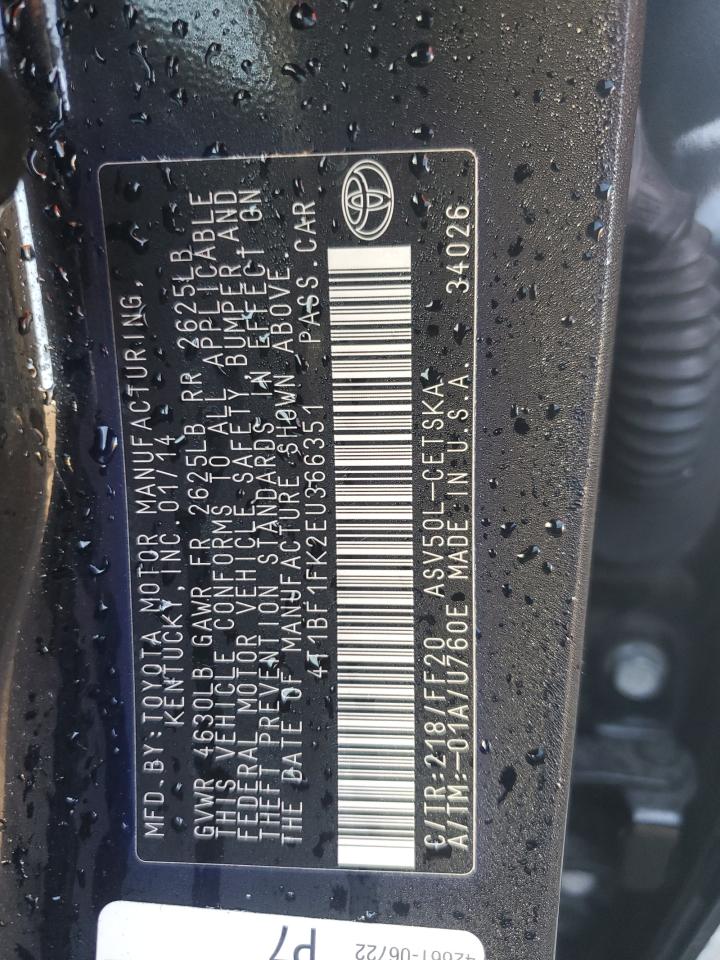 MFD.BY:TOYOTA MOTOR MANUFACTURING,
KENTUCKY, INC.01/14
GVWR 4630LB GAWR FR 2625LB RR 2625LB
THIS VEHICLE CONFORMS TO ALL APPLICABLE
FEDERAL MOTOR VEHICLE SAFETY, BUMPER AND
THEFT PREVENTION STANDARDS IN EFFECT ON
THE DATE OF MANUFACTURE SHOWN ABOVE.
4T1BF1FK2EU366351 PASS.CAR
C/TR:218/FF20 ASV50L-CETSKA
A/TM:-01A/U760E MADE IN U.S.A. 34026
P7
42661-06722